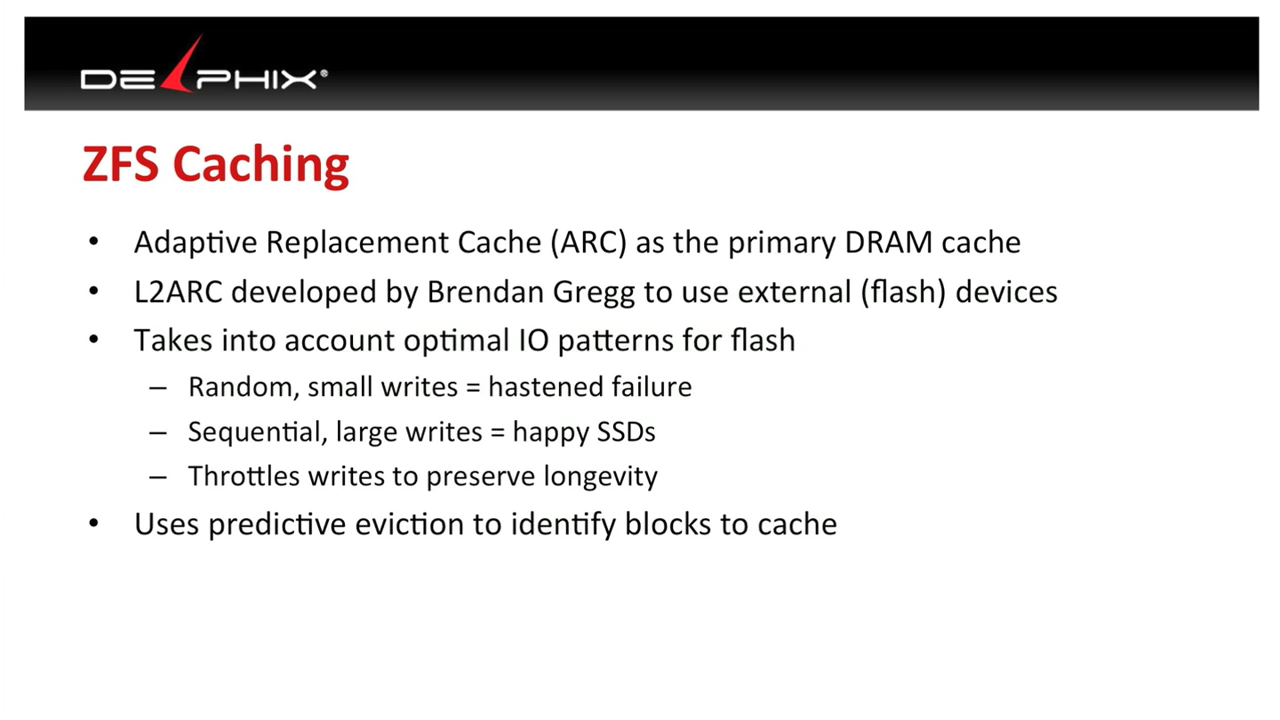 DELPHIX®
ZFS Caching
• Adaptive Replacement Cache (ARC) as the primary DRAM cache
• L2ARC developed by Brendan Gregg to use external (flash) devices
• Takes into account optimal IO patterns for flash
– Random, small writes = hastened failure
– Sequential, large writes = happy SSDs
– Throttles writes to preserve longevity
• Uses predictive eviction to identify blocks to cache